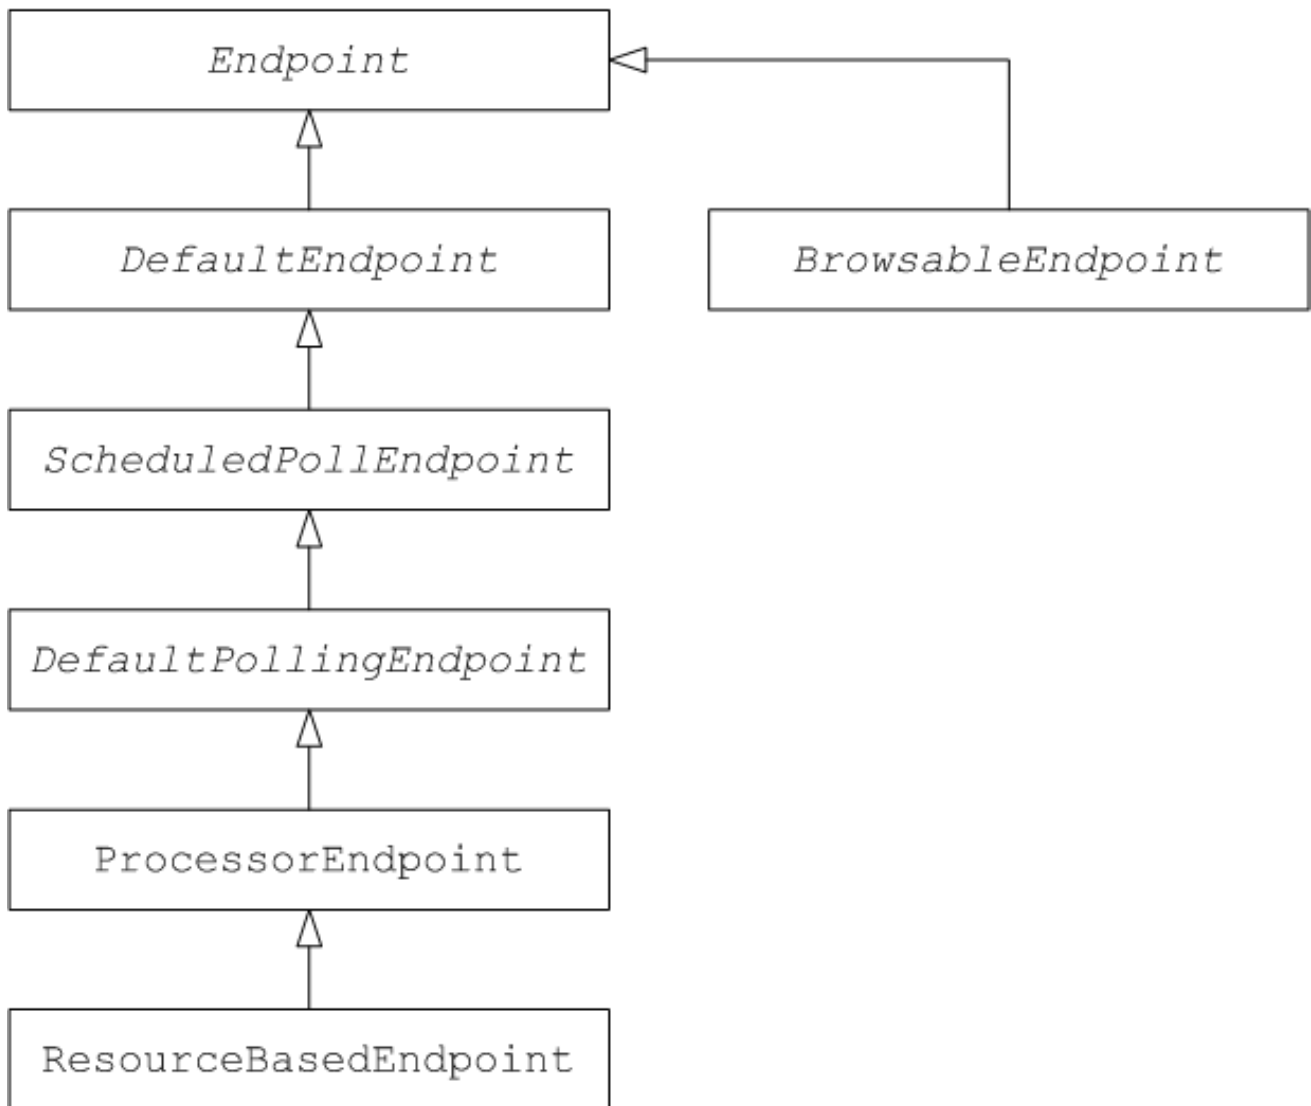 Endpoint
DefaultEndpoint
BrowsableEndpoint
ScheduledPollEndpoint
DefaultPollingEndpoint
ProcessorEndpoint
ResourceBasedEndpoint